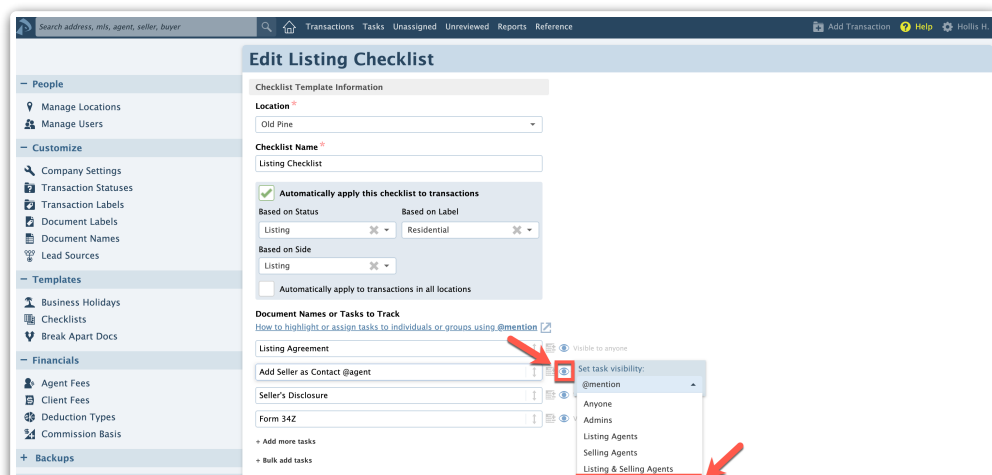 Search address, mls, agent, seller, buyer
Transactions Tasks Unassigned Unreviewed Reports Reference
Add Transaction ? Help Hollis H.
Edit Listing Checklist
− People
Manage Locations
Manage Users
− Customize
Company Settings
Transaction Statuses
Transaction Labels
Document Labels
Document Names
Lead Sources
− Templates
Business Holidays
Checklists
Break Apart Docs
− Financials
Agent Fees
Client Fees
Deduction Types
Commission Basis
+ Backups
Checklist Template Information
Location *
Old Pine
Checklist Name *
Listing Checklist
Automatically apply this checklist to transactions
Based on Status Based on Label
Listing Residential
Based on Side
Listing
Automatically apply to transactions in all locations
Document Names or Tasks to Track
How to highlight or assign tasks to individuals or groups using @mention
Listing Agreement Visible to anyone
Add Seller as Contact @agent
Seller's Disclosure
Form 34Z
+ Add more tasks
+ Bulk add tasks
Set task visibility:
@mention
Anyone
Admins
Listing Agents
Selling Agents
Listing & Selling Agents